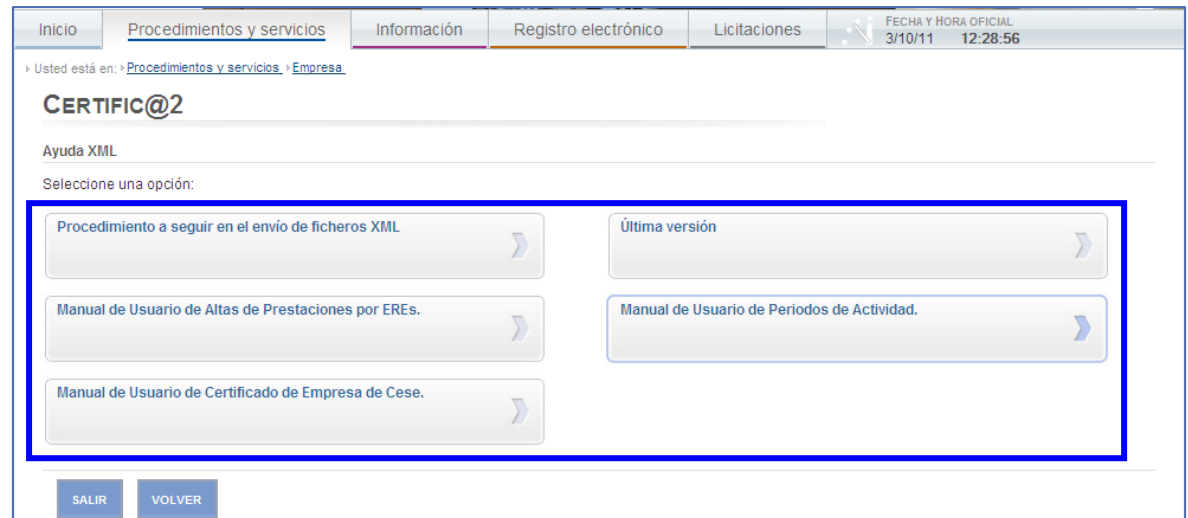 Inicio Procedimientos y servicios Información Registro electrónico Licitaciones FECHA Y HORA OFICIAL
3/10/11 12:28:56
Usted está en: Procedimientos y servicios Empresa
CERTIFIC@2
Ayuda XML
Seleccione una opción:
Procedimiento a seguir en el envío de ficheros XML Última versión
Manual de Usuario de Altas de Prestaciones por EREs. Manual de Usuario de Periodos de Actividad.
Manual de Usuario de Certificado de Empresa de Cese.
SALIR VOLVER